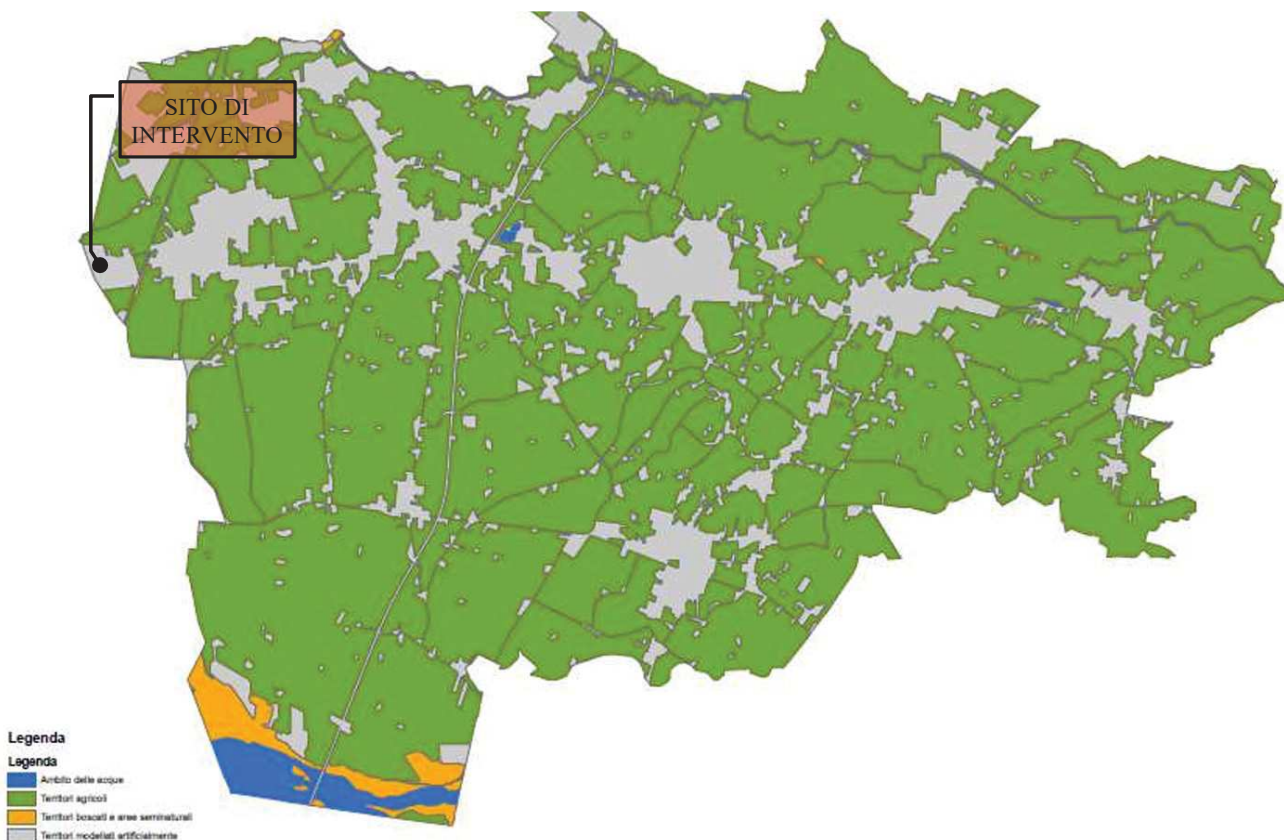 SITO DI
INTERVENTO
Legenda
Legenda
Ambito delle acque
Territori agricoli
Territori boscati e aree seminaturali
Territori modellati artificialmente